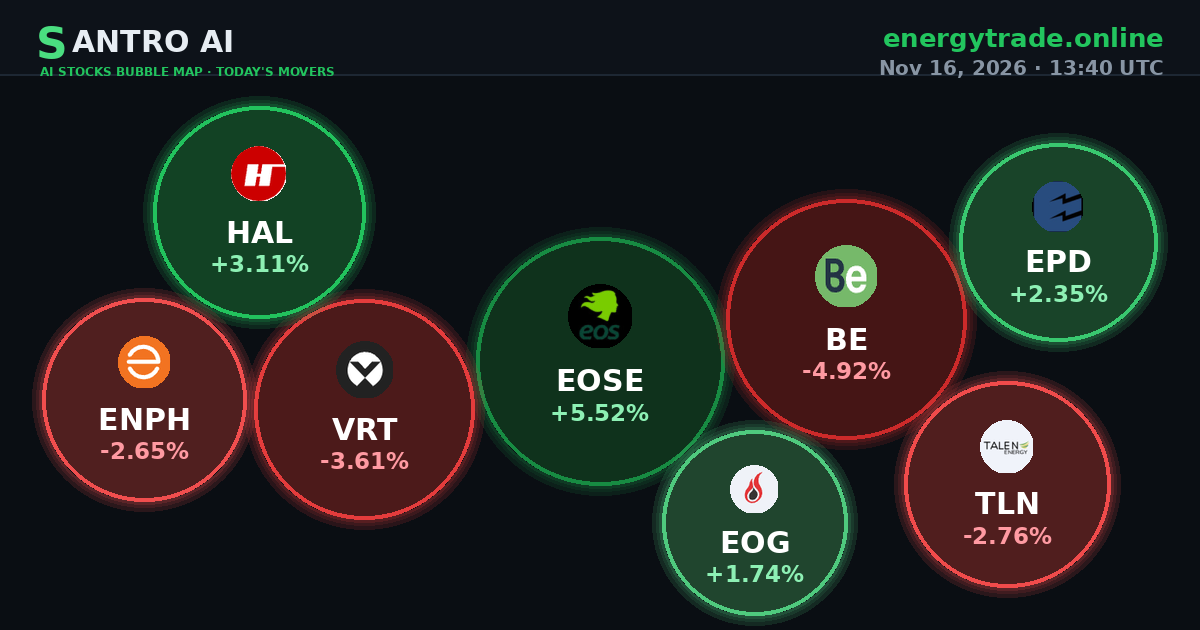 SANTRO AI
AI STOCKS BUBBLE MAP · TODAY'S MOVERS
energytrade.online
Nov 16, 2026 · 13:40 UTC
H
HAL
+3.11%
EPD
+2.35%
Be
BE
-4.92%
eos
EOSE
+5.52%
ENPH
-2.65%
VRT
-3.61%
TALEN
ENERGY
TLN
-2.76%
EOG
+1.74%